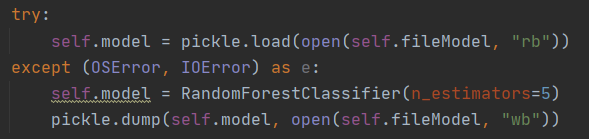 try:
    self.model = pickle.load(open(self.fileModel, "rb"))
except (OSError, IOError) as e:
    self.model = RandomForestClassifier(n_estimators=5)
    pickle.dump(self.model, open(self.fileModel, "wb"))